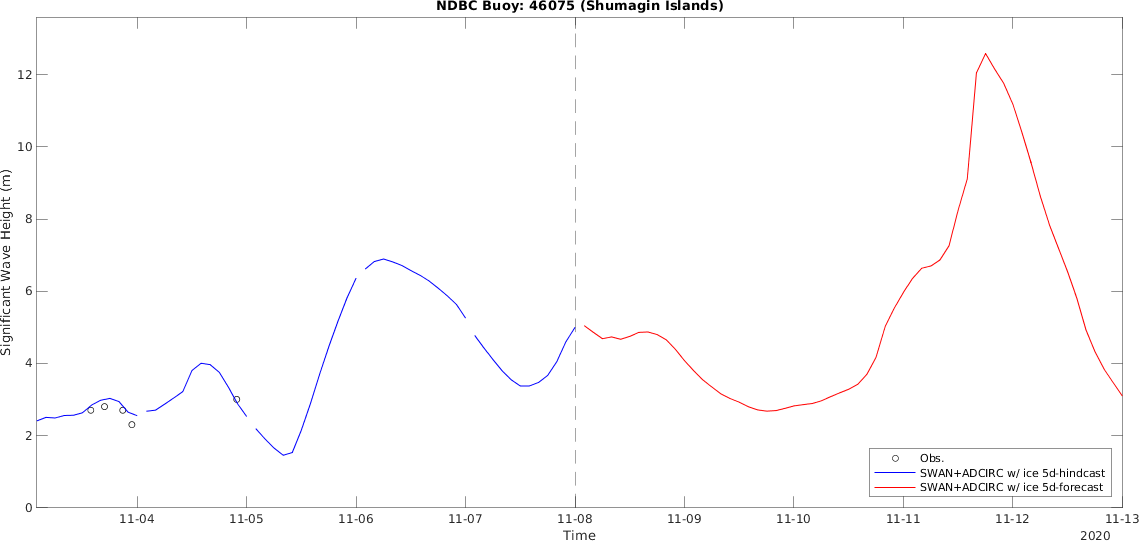 NDBC Buoy: 46075 (Shumagin Islands)
Significant Wave Height (m)
12
10
8
6
4
2
0
Obs.
SWAN+ADCIRC w/ ice 5d-hindcast
SWAN+ADCIRC w/ ice 5d-forecast
11-04 11-05 11-06 11-07 11-08 11-09 11-10 11-11 11-12 11-13
Time
2020